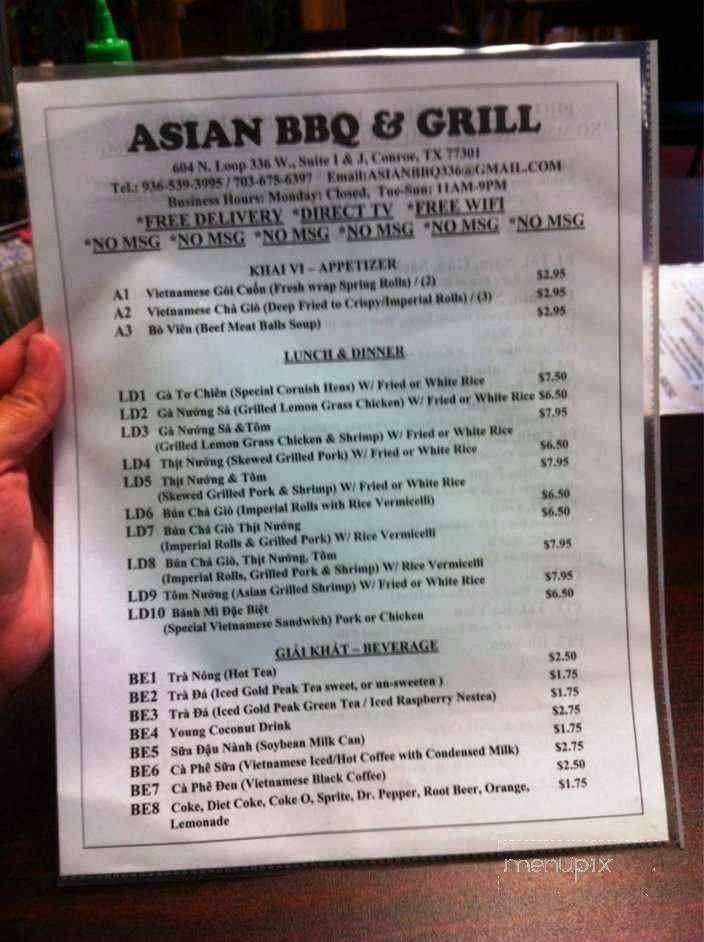 ASIAN BBQ & GRILL
604 N. Loop 336 W., Suite I & J, Conroe, TX 77301
Tel.: 936-539-3995 / 703-675-6397 Email:ASIANBBQ336@GMAIL.COM
Business Hours: Monday: Closed, Tue-Sun: 11AM-9PM
*FREE DELIVERY *DIRECT TV *FREE WIFI
*NO MSG *NO MSG *NO MSG *NO MSG *NO MSG *NO MSG
KHAI VI – APPETIZER
A1 Vietnamese Gỏi Cuốn (Fresh wrap Spring Rolls) / (2) $2.95
A2 Vietnamese Chả Giò (Deep Fried to Crispy/Imperial Rolls) / (3) $2.95
A3 Bò Viên (Beef Meat Balls Soup) $2.95
LUNCH & DINNER
LD1 Gà Tơ Chiên (Special Cornish Hens) W/ Fried or White Rice $7.50
LD2 Gà Nướng Sả (Grilled Lemon Grass Chicken) W/ Fried or White Rice $6.50
LD3 Gà Nướng Sả &Tôm $7.95
(Grilled Lemon Grass Chicken & Shrimp) W/ Fried or White Rice
LD4 Thịt Nướng (Skewed Grilled Pork) W/ Fried or White Rice $6.50
LD5 Thịt Nướng & Tôm $7.95
(Skewed Grilled Pork & Shrimp) W/ Fried or White Rice
LD6 Bún Chả Giò (Imperial Rolls with Rice Vermicelli) $6.50
LD7 Bún Chả Giò Thịt Nướng $6.50
(Imperial Rolls & Grilled Pork) W/ Rice Vermicelli
LD8 Bún Chả Giò, Thịt Nướng, Tôm $7.95
(Imperial Rolls, Grilled Pork & Shrimp) W/ Rice Vermicelli
LD9 Tôm Nướng (Asian Grilled Shrimp) W/ Fried or White Rice $7.95
LD10 Bánh Mì Đặc Biệt $6.50
(Special Vietnamese Sandwich) Pork or Chicken
GIẢI KHÁT – BEVERAGE
BE1 Trà Nóng (Hot Tea) $2.50
BE2 Trà Đá (Iced Gold Peak Tea sweet, or un-sweeten ) $1.75
BE3 Trà Đá (Iced Gold Peak Green Tea / Iced Raspberry Nestea) $1.75
BE4 Young Coconut Drink $2.75
BE5 Sữa Đậu Nành (Soybean Milk Can) $1.75
BE6 Cà Phê Sữa (Vietnamese Iced/Hot Coffee with Condensed Milk) $2.75
BE7 Cà Phê Đen (Vietnamese Black Coffee) $2.50
BE8 Coke, Diet Coke, Coke O, Sprite, Dr. Pepper, Root Beer, Orange, $1.75
Lemonade
menupix